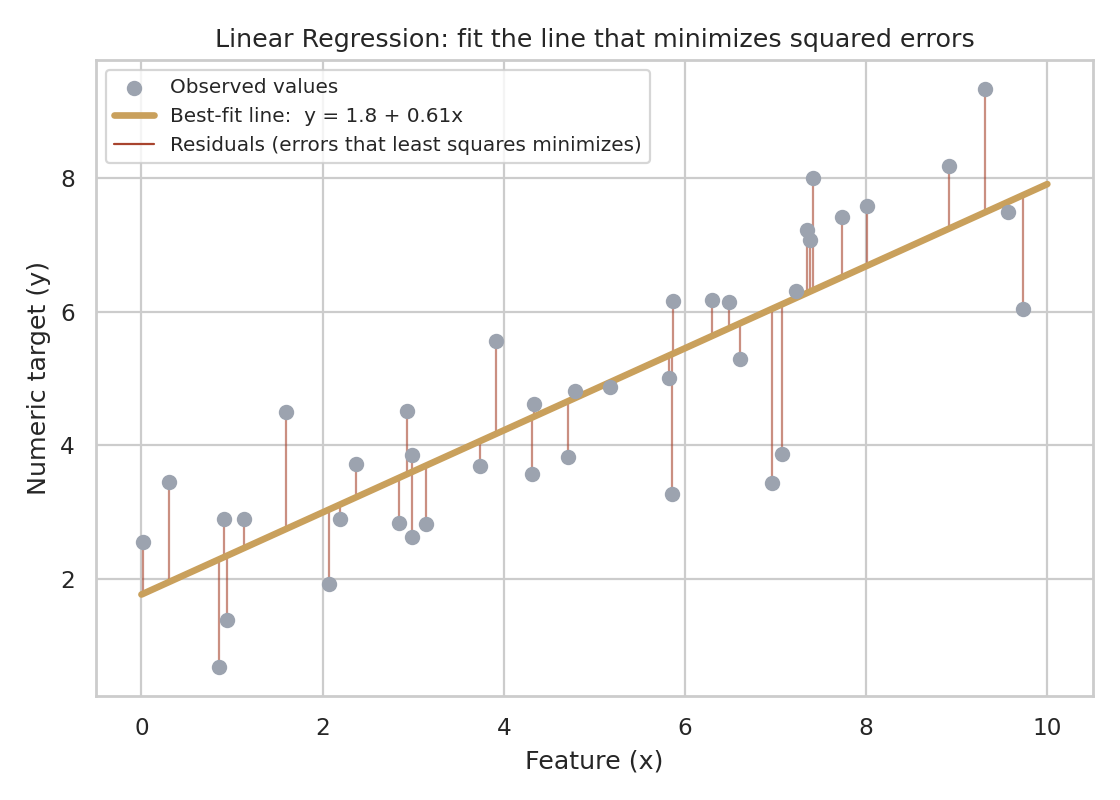 Linear Regression: fit the line that minimizes squared errors
Observed values
Best-fit line:  y = 1.8 + 0.61x
Residuals (errors that least squares minimizes)
8
6
4
2
Numeric target (y)
0 2 4 6 8 10
Feature (x)